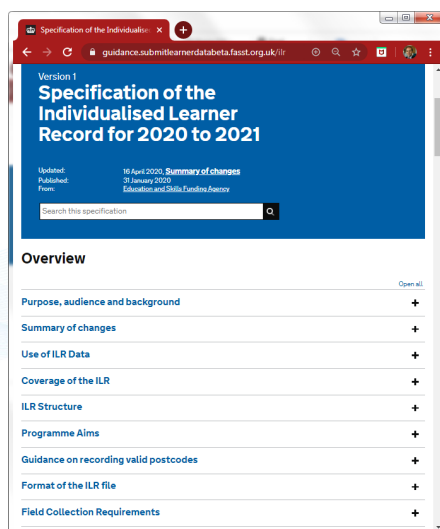 Specification of the Individualise
guidance.submitlearnerdatabeta.fasst.org.uk/ilr
Version 1
Specification of the
Individualised Learner
Record for 2020 to 2021
Updated: 16 April 2020, Summary of changes
Published: 31 January 2020
From: Education and Skills Funding Agency
Search this specification
Overview
Open all
Purpose, audience and background
Summary of changes
Use of ILR Data
Coverage of the ILR
ILR Structure
Programme Aims
Guidance on recording valid postcodes
Format of the ILR file
Field Collection Requirements